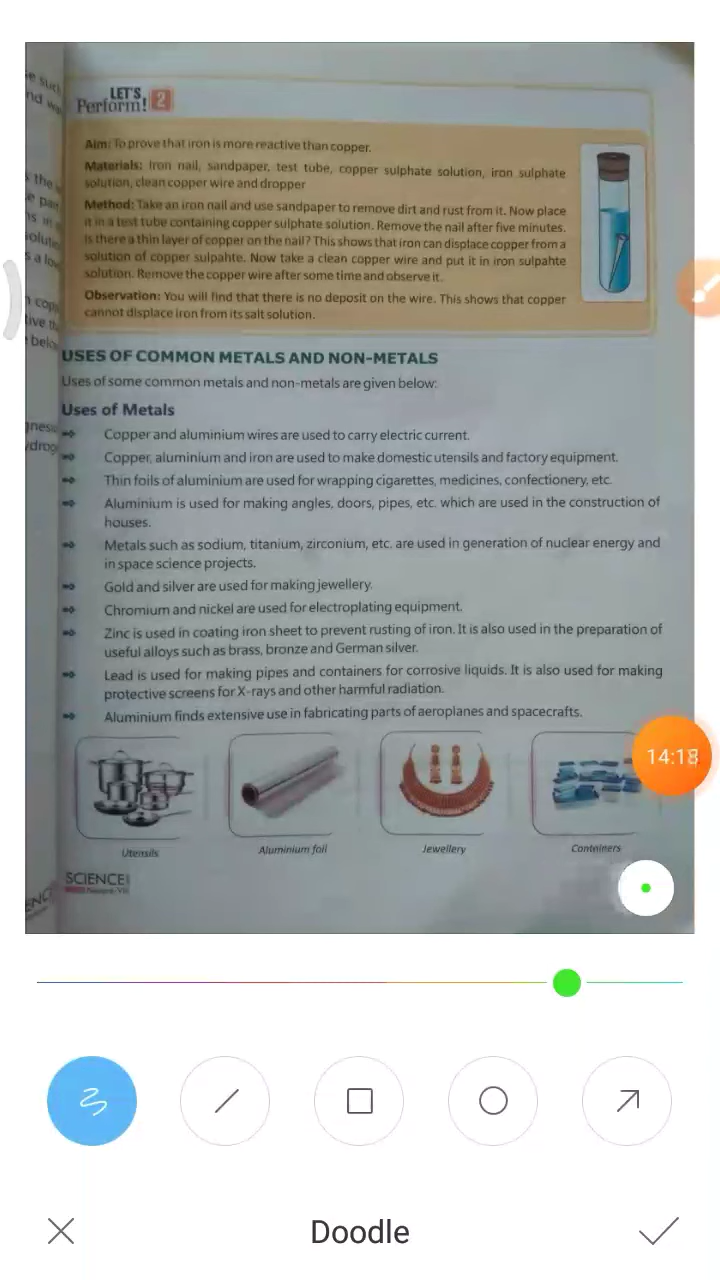 LET'S
Perform! 2
Aim: To prove that iron is more reactive than copper.
Materials: Iron nail, sandpaper, test tube, copper sulphate solution, iron sulphate
solution, clean copper wire and dropper
Method: Take an iron nail and use sandpaper to remove dirt and rust from it. Now place
it in a test tube containing copper sulphate solution. Remove the nail after five minutes.
Is there a thin layer of copper on the nail? This shows that iron can displace copper from a
solution of copper sulpahte. Now take a clean copper wire and put it in iron sulpahte
solution. Remove the copper wire after some time and observe it.
Observation: You will find that there is no deposit on the wire. This shows that copper
cannot displace iron from its salt solution.
USES OF COMMON METALS AND NON-METALS
Uses of some common metals and non-metals are given below:
Uses of Metals
Copper and aluminium wires are used to carry electric current.
Copper, aluminium and iron are used to make domestic utensils and factory equipment.
Thin foils of aluminium are used for wrapping cigarettes, medicines, confectionery, etc.
Aluminium is used for making angles, doors, pipes, etc. which are used in the construction of
houses.
Metals such as sodium, titanium, zirconium, etc. are used in generation of nuclear energy and
in space science projects.
Gold and silver are used for making jewellery.
Chromium and nickel are used for electroplating equipment.
Zinc is used in coating iron sheet to prevent rusting of iron. It is also used in the preparation of
useful alloys such as brass, bronze and German silver.
Lead is used for making pipes and containers for corrosive liquids. It is also used for making
protective screens for X-rays and other harmful radiation.
Aluminium finds extensive use in fabricating parts of aeroplanes and spacecrafts.
14:18
Utensils
Aluminium foil
Jewellery
Containers
SCIENCE
Doodle